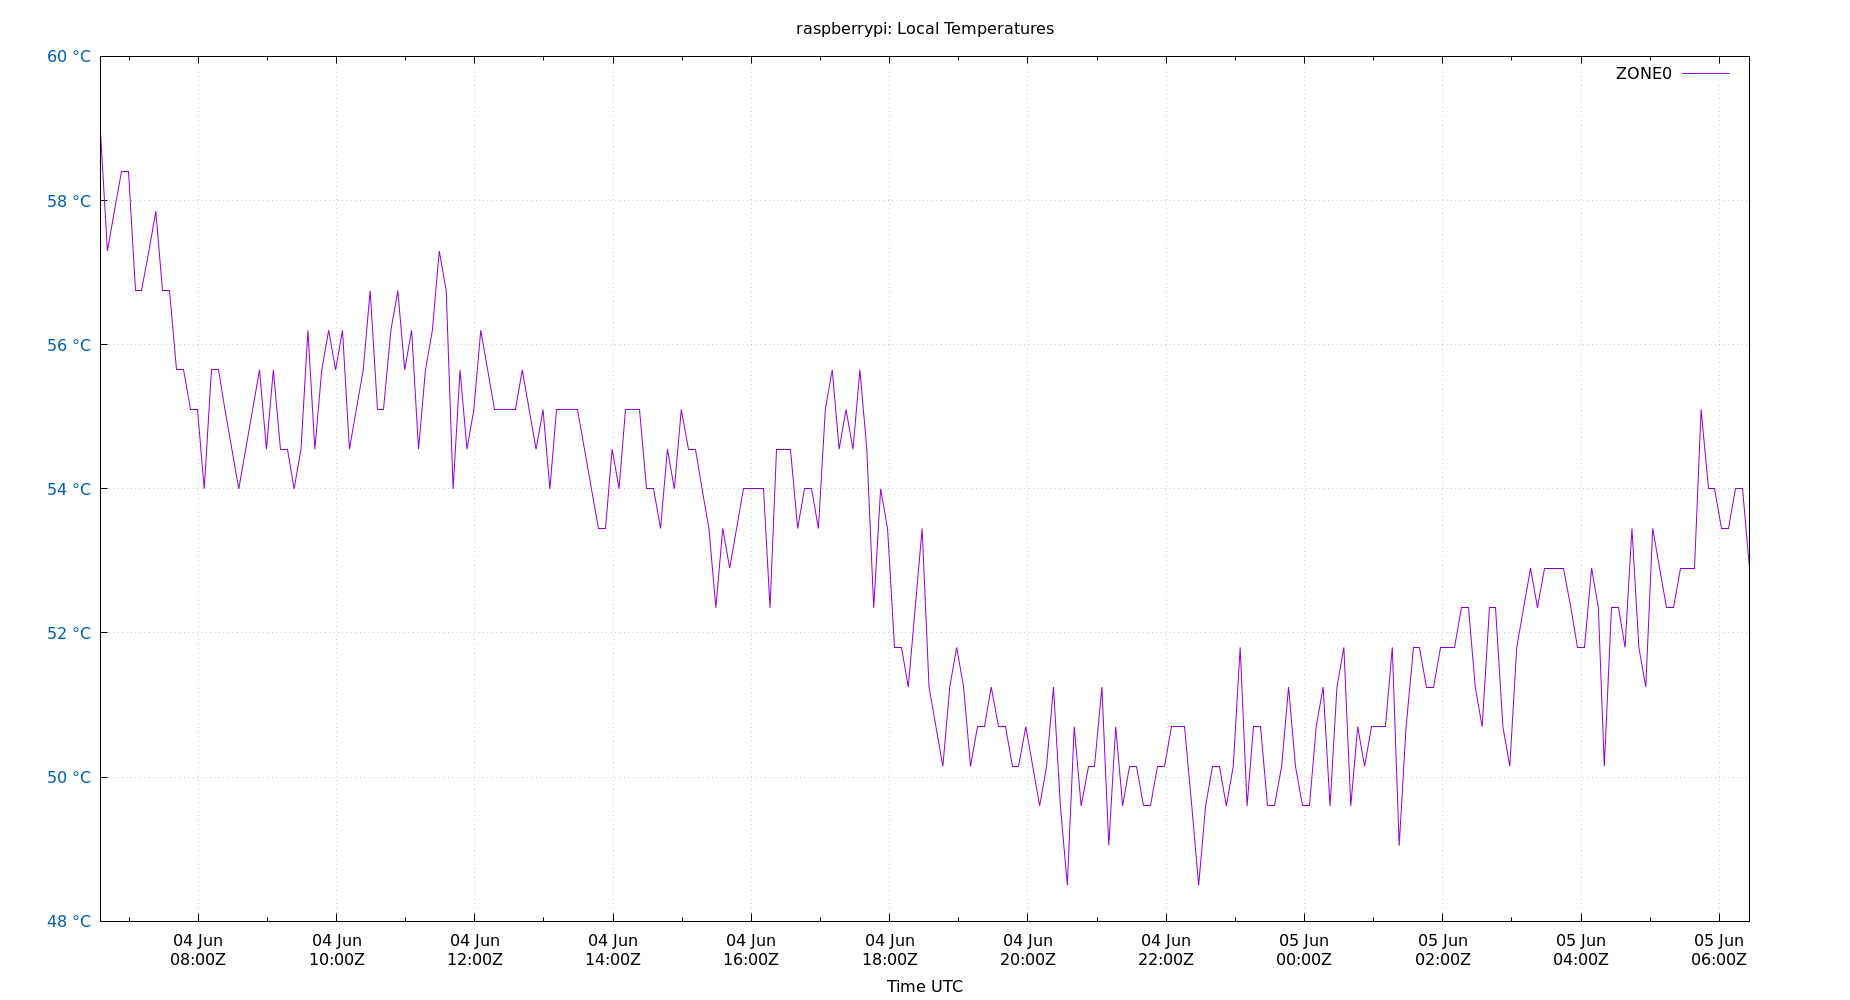 raspberrypi: Local Temperatures
60 °C
ZONE0
58 °C
56 °C
54 °C
52 °C
50 °C
48 °C
04 Jun 04 Jun 04 Jun 04 Jun 04 Jun 04 Jun 04 Jun 04 Jun 05 Jun 05 Jun 05 Jun 05 Jun
08:00Z 10:00Z 12:00Z 14:00Z 16:00Z 18:00Z 20:00Z 22:00Z 00:00Z 02:00Z 04:00Z 06:00Z
Time UTC